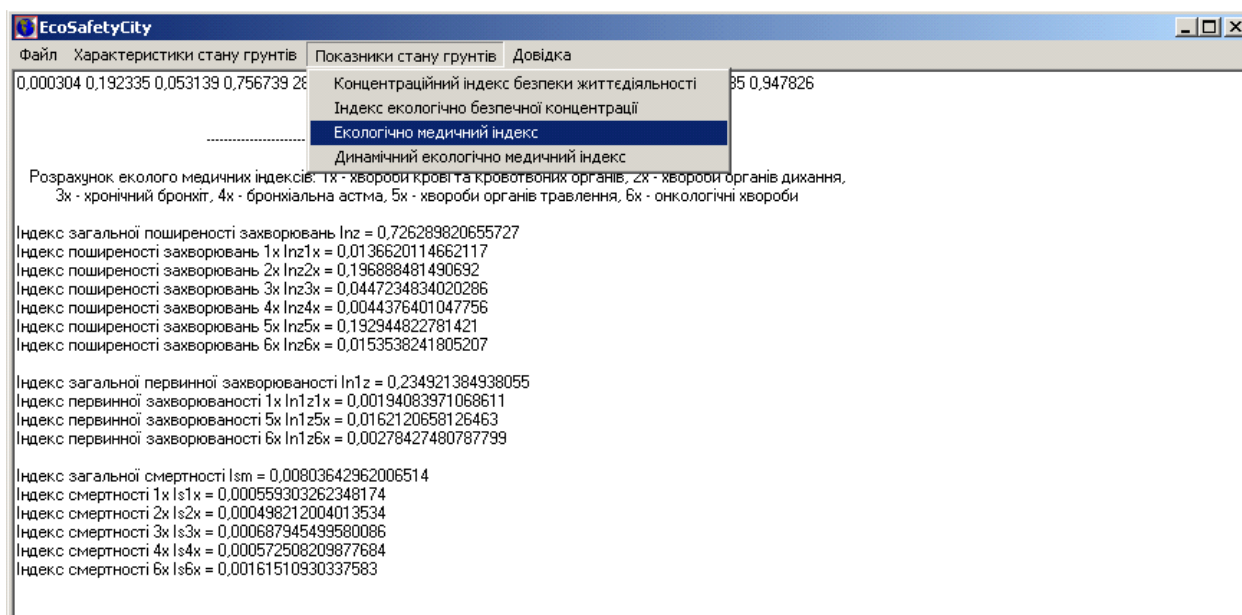 EcoSafetyCity
Файл Характеристики стану грунтів Показники стану грунтів Довідка
0,000304 0,192335 0,053139 0,756739 28 35 0,947826
Концентраційний індекс безпеки життєдіяльності
Індекс екологічно безпечної концентрації
Екологічно медичний індекс
Динамічний екологічно медичний індекс
Розрахунок еколого медичних індексів: 1х - хвороби крові та кровотвоних органів, 2х - хвороби органів дихання,
3х - хронічний бронхіт, 4х - бронхіальна астма, 5х - хвороби органів травлення, 6х - онкологічні хвороби
Індекс загальної поширеності захворювань Inz = 0,726289820655727
Індекс поширеності захворювань 1х Inz1x = 0,0136620114662117
Індекс поширеності захворювань 2х Inz2x = 0,196888481490692
Індекс поширеності захворювань 3х Inz3x = 0,0447234834020286
Індекс поширеності захворювань 4х Inz4x = 0,0044376401047756
Індекс поширеності захворювань 5х Inz5x = 0,192944822781421
Індекс поширеності захворювань 6х Inz6x = 0,0153538241805207
Індекс загальної первинної захворюваності In1z = 0,234921384938055
Індекс первинної захворюваності 1х In1z1x = 0,00194083971068611
Індекс первинної захворюваності 5х In1z5x = 0,0162120658126463
Індекс первинної захворюваності 6х In1z6x = 0,00278427480787799
Індекс загальної смертності Ism = 0,00803642962006514
Індекс смертності 1х Is1x = 0,000559303262348174
Індекс смертності 2х Is2x = 0,000498212004013534
Індекс смертності 3х Is3x = 0,000687945499580086
Індекс смертності 4х Is4x = 0,000572508209877684
Індекс смертності 6х Is6x = 0,00161510930337583